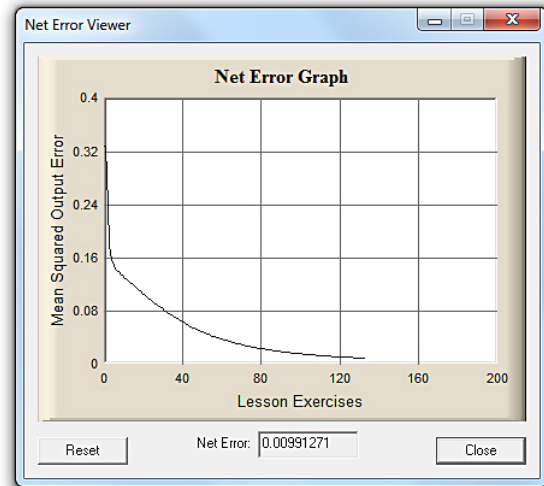 Net Error Viewer
Net Error Graph
Mean Squared Output Error
0.4
0.32
0.24
0.16
0.08
0
0 40 80 120 160 200
Lesson Exercises
Reset Net Error: 0.00991271 Close